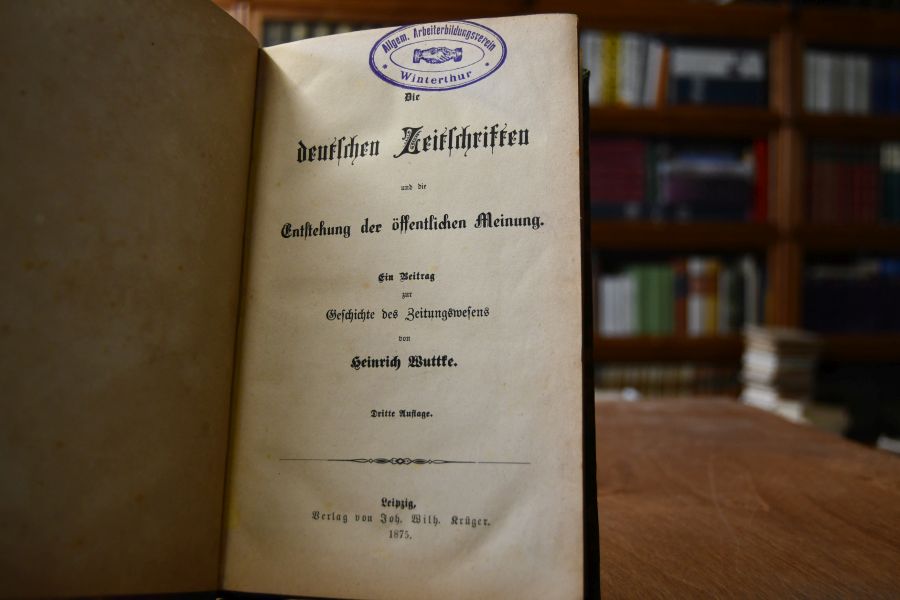 Allgem. Arbeiterbildungsverein
Winterthur
Die
deutschen Zeitschriften
und die
Entstehung der öffentlichen Meinung.
Ein Beitrag
zur
Geschichte des Zeitungswesens
von
Heinrich Wuttke.
Dritte Auflage.
Leipzig,
Verlag von Joh. Wilh. Krüger.
1875.